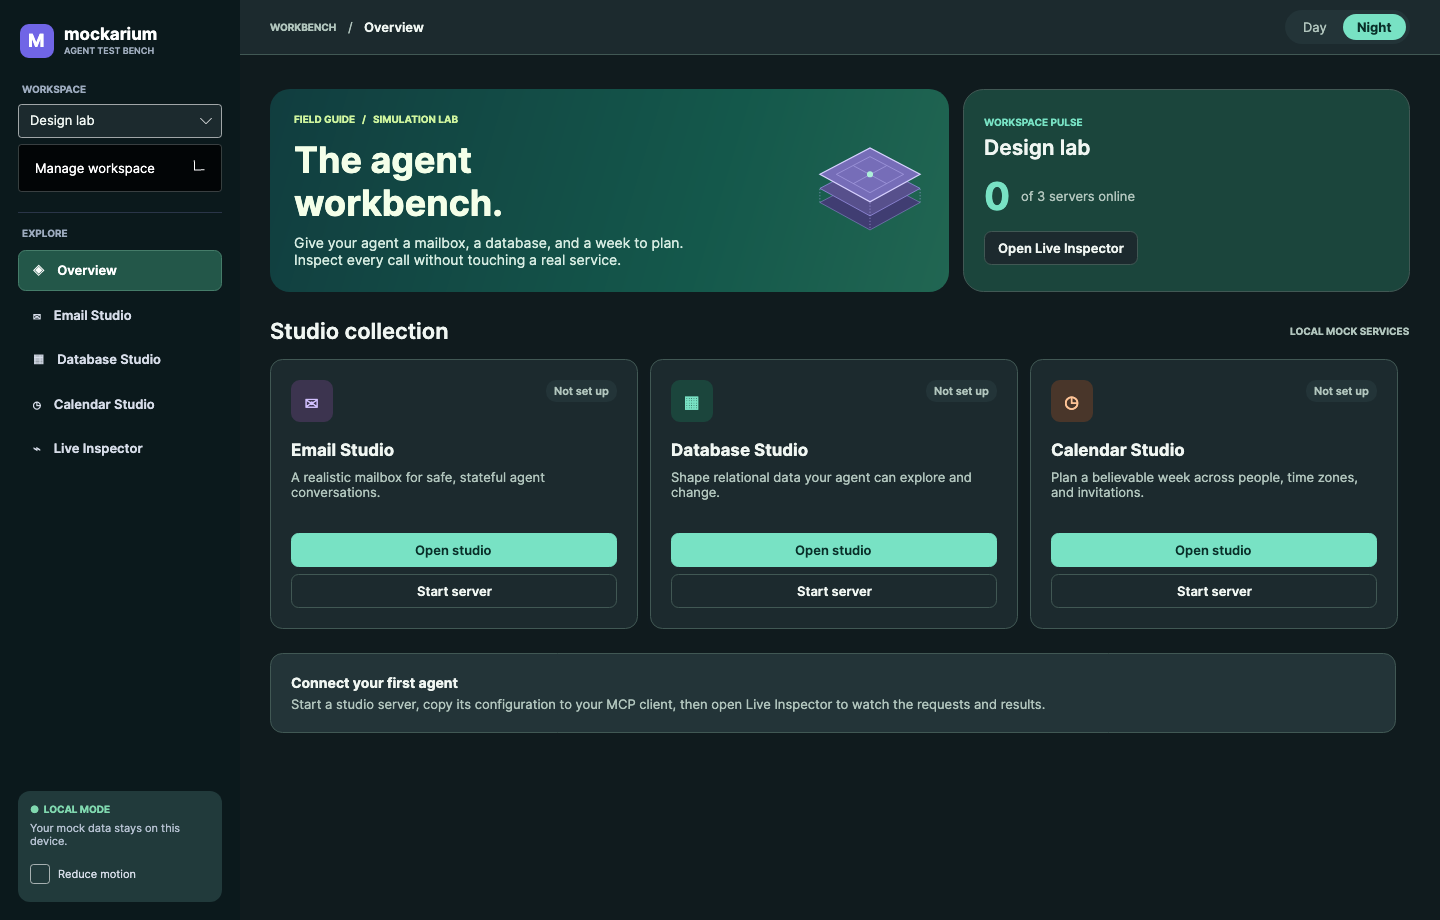 M
mockarium
AGENT TEST BENCH
WORKSPACE
Design lab
Manage workspace
EXPLORE
Overview
Email Studio
Database Studio
Calendar Studio
Live Inspector
LOCAL MODE
Your mock data stays on this
device.
Reduce motion
WORKBENCH / Overview
Day
Night
FIELD GUIDE / SIMULATION LAB
The agent
workbench.
Give your agent a mailbox, a database, and a week to plan.
Inspect every call without touching a real service.
WORKSPACE PULSE
Design lab
0 of 3 servers online
Open Live Inspector
Studio collection
LOCAL MOCK SERVICES
Not set up
Email Studio
A realistic mailbox for safe, stateful agent
conversations.
Open studio
Start server
Not set up
Database Studio
Shape relational data your agent can explore and
change.
Open studio
Start server
Not set up
Calendar Studio
Plan a believable week across people, time zones,
and invitations.
Open studio
Start server
Connect your first agent
Start a studio server, copy its configuration to your MCP client, then open Live Inspector to watch the requests and results.